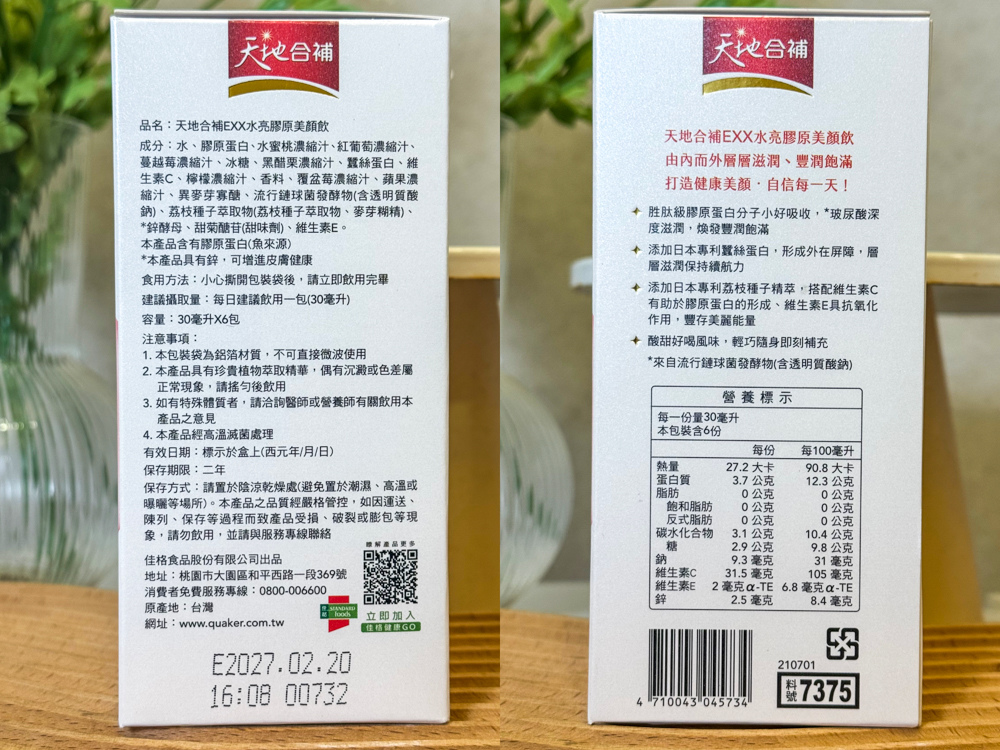 天地合補
品名：天地合補EXX水亮膠原美顏飲
成分：水、膠原蛋白、水蜜桃濃縮汁、紅葡萄濃縮汁、
蔓越莓濃縮汁、冰糖、黑醋栗濃縮汁、蠶絲蛋白、維
生素C、檸檬濃縮汁、香料、覆盆莓濃縮汁、蘋果濃
縮汁、異麥芽寡醣、流行鏈球菌發酵物(含透明質酸
鈉)、荔枝種子萃取物(荔枝種子萃取物、麥芽糊精)、
*鋅酵母、甜菊醣苷(甜味劑)、維生素E。
本產品含有膠原蛋白(魚來源)
*本產品具有鋅，可增進皮膚健康
食用方法：小心撕開包裝袋後，請立即飲用完畢
建議攝取量：每日建議飲用一包(30毫升)
容量：30毫升X6包
注意事項：
1. 本包裝袋為鋁箔材質，不可直接微波使用
2. 本產品具有珍貴植物萃取精華，偶有沉澱或色差屬
正常現象，請搖勻後飲用
3. 如有特殊體質者，請洽詢醫師或營養師有關飲用本
產品之意見
4. 本產品經高溫滅菌處理
有效日期：標示於盒上(西元年/月/日)
保存期限：二年
保存方式：請置於陰涼乾燥處(避免置於潮濕、高溫或
曝曬等場所)。本產品之品質經嚴格管控，如因運送、
陳列、保存等過程而致產品受損、破裂或膨包等現
象，請勿飲用，並請與服務專線聯絡
瞭解產品更多
佳格食品股份有限公司出品
地址：桃園市大園區和平西路一段369號
消費者免費服務專線：0800-006600
原產地：台灣
網址：www.quaker.com.tw
佳格
STANDARD
foods
立即加入
佳格健康GO
E2027.02.20
16:08 00732
天地合補
天地合補EXX水亮膠原美顏飲
由內而外層層滋潤、豐潤飽滿
打造健康美顏．自信每一天！
胜肽級膠原蛋白分子小好吸收，*玻尿酸深
度滋潤，煥發豐潤飽滿
添加日本專利蠶絲蛋白，形成外在屏障，層
層滋潤保持續航力
添加日本專利荔枝種子精萃，搭配維生素C
有助於膠原蛋白的形成、維生素E具抗氧化
作用，豐存美麗能量
酸甜好喝風味，輕巧隨身即刻補充
*來自流行鏈球菌發酵物(含透明質酸鈉)
營養標示
每一份量30毫升
本包裝含6份
每份 每100毫升
熱量 27.2 大卡 90.8 大卡
蛋白質 3.7 公克 12.3 公克
脂肪 0 公克 0 公克
飽和脂肪 0 公克 0 公克
反式脂肪 0 公克 0 公克
碳水化合物 3.1 公克 10.4 公克
糖 2.9 公克 9.8 公克
鈉 9.3 毫克 31 毫克
維生素C 31.5 毫克 105 毫克
維生素E 2 毫克α-TE 6.8 毫克α-TE
鋅 2.5 毫克 8.4 毫克
4 710043 045734
210701
料號 7375